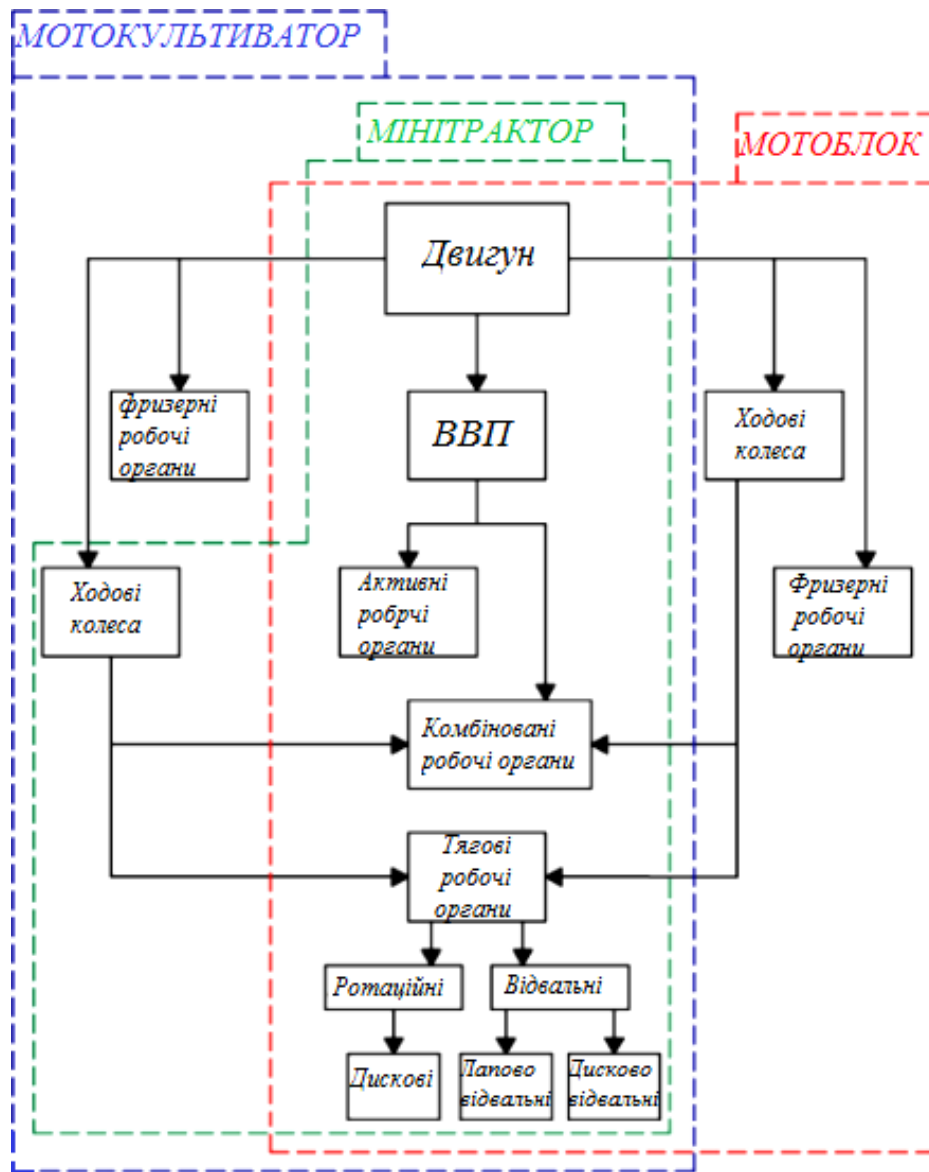 МОТОКУЛЬТИВАТОР
МІНІТРАКТОР
МОТОБЛОК
Двигун
фризерні
робочі
органи
ВВП
Ходові
колеса
Ходові
колеса
Активні
робрчі
органи
Фризерні
робочі
органи
Комбіновані
робочі органи
Тягові
робочі
органи
Ротаційні
Відвальні
Дискові
Лапово
відвальні
Дисково
відвальні